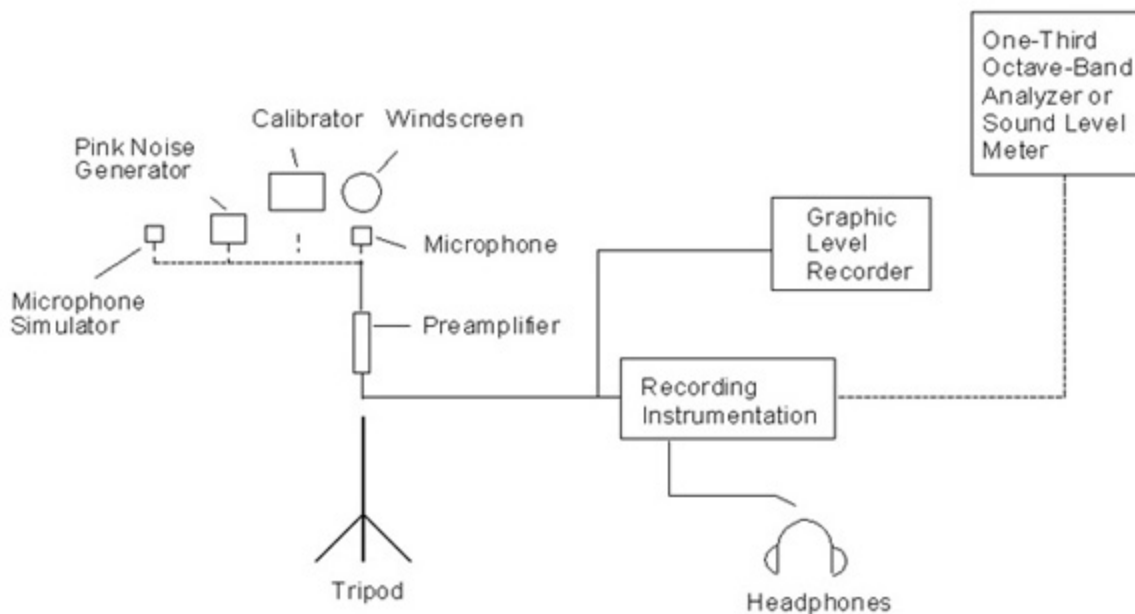 One-Third
Octave-Band
Analyzer or
Sound Level
Meter
Calibrator
Windscreen
Pink Noise
Generator
Microphone
Graphic
Level
Recorder
Microphone
Simulator
Preamplifier
Recording
Instrumentation
Tripod
Headphones